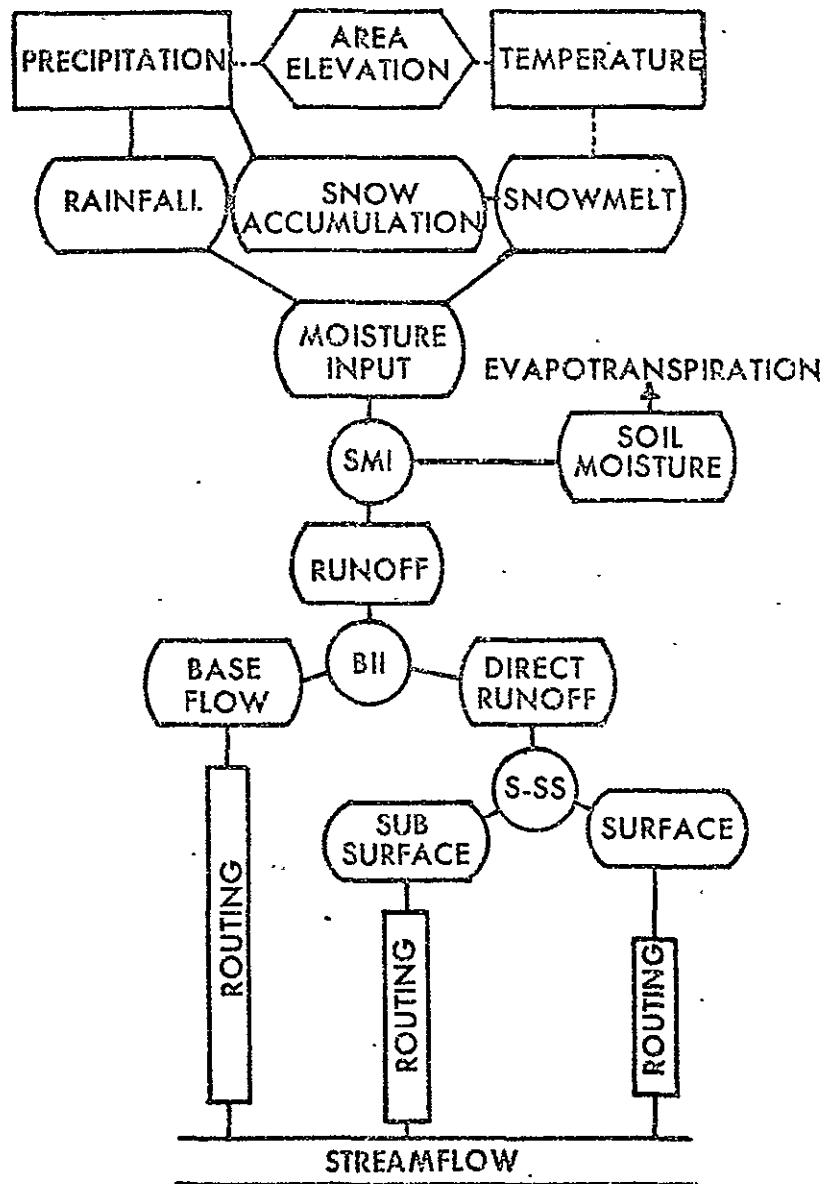 PRECIPITATION
AREA
ELEVATION
TEMPERATURE
RAINFALL
SNOW
ACCUMULATION
SNOWMELT
MOISTURE
INPUT
EVAPOTRANSPIRATION
SMI
SOIL
MOISTURE
RUNOFF
BASE
FLOW
BII
DIRECT
RUNOFF
S-SS
SUB
SURFACE
SURFACE
ROUTING
ROUTING
ROUTING
STREAMFLOW